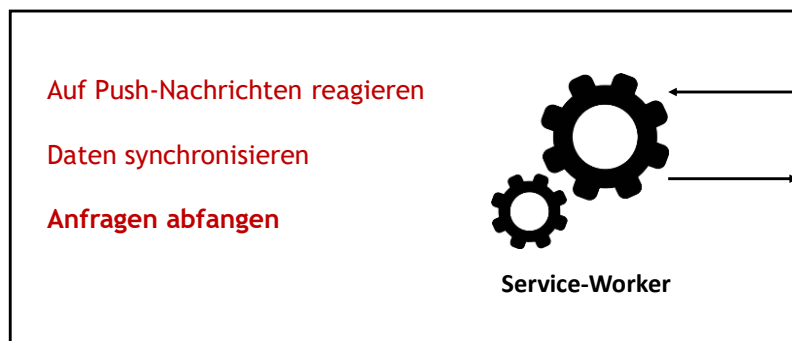 Auf Push-Nachrichten reagieren
Daten synchronisieren
Anfragen abfangen
Service-Worker